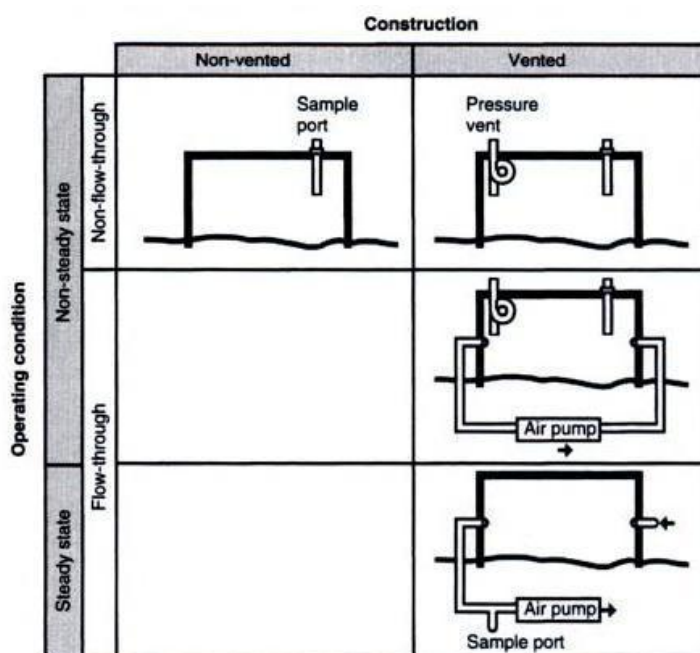 Construction
Non-vented
Vented
Operating condition
Non-steady state
Steady state
Non-flow-through
Flow-through
Sample
port
Pressure
vent
Air pump
Air pump
Sample port